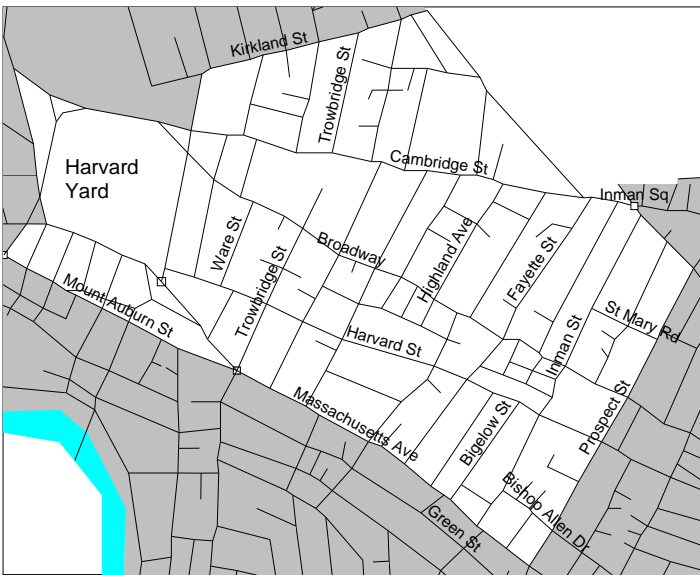 Kirkland St
Trowbridge St
Harvard
Yard
Cambridge St
Inman Sq
Ware St
Trowbridge St
Broadway
Highland Ave
Fayette St
Mount Auburn St
Harvard St
Inman St
St Mary Rd
Massachusetts Ave
Bigelow St
Prospect St
Bishop Allen Dr
Green St